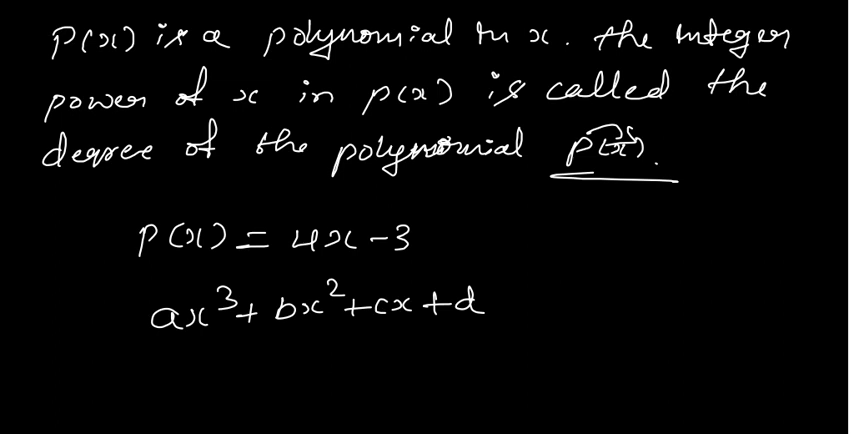 P(x) is a polynomial in x. the integer
power of x in p(x) is called the
degree of the polynomial p(x).
p(x) = 4x - 3
ax³ + bx² + cx + d